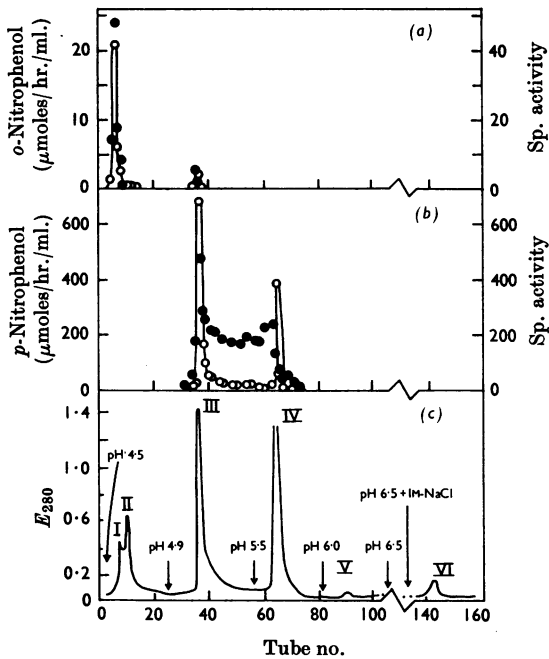 (a)
o-Nitrophenol
(µmoles/hr./ml.)
20
10
0
Sp. activity
40
20
0
(b)
p-Nitrophenol
(µmoles/hr./ml.)
600
400
200
0
Sp. activity
600
400
200
0
(c)
E280
1·4
1·0
0·6
0·2
0
pH 4·5
I
II
III
IV
pH 4·9
pH 5·5
pH 6·0
V
pH 6·5
pH 6·5 + IM-NaCl
VI
0 20 40 60 80 100 120 140 160
Tube no.